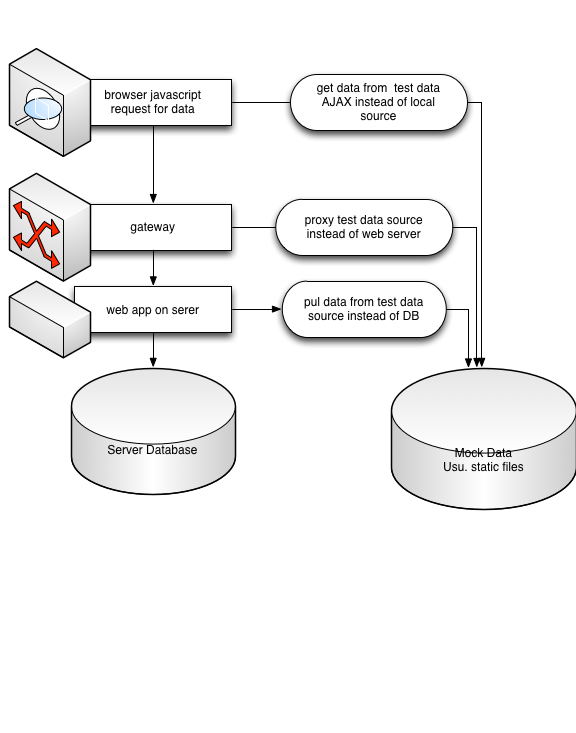 browser javascript
request for data
get data from  test data
AJAX instead of local
source
gateway
proxy test data source
instead of web server
web app on serer
pul data from test data
source instead of DB
Server Database
Mock Data
Usu. static files